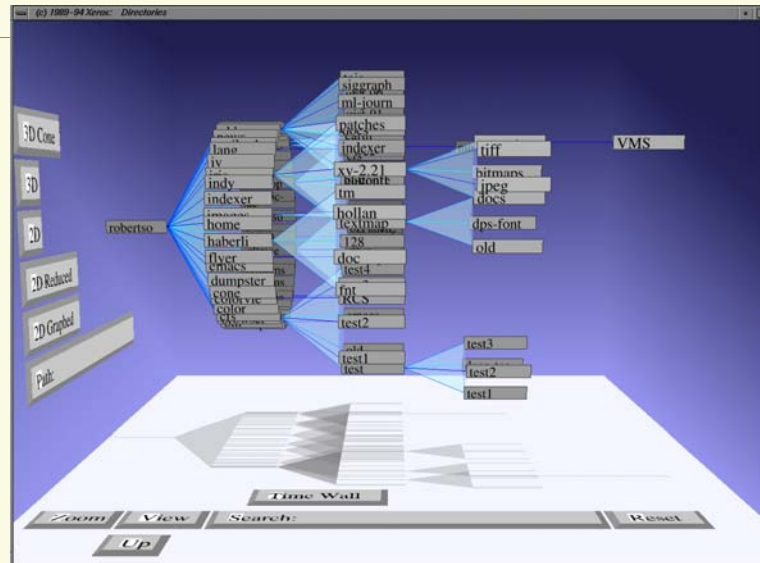 (c) 1989-94 Xerox: Directories
3D Cone
3D
2D
2D Reduced
2D Graphed
Path:
robertso
lang
iv
indy
indexer
home
haberli
flyer
emacs
dumpster
cone
color
siggraph
ml-journ
patches
indexer
xv-2.21
tm
hollan
textmap
128
test4
doc
fnt
RCS
test2
old
test1
test
tiff
bitmaps
jpeg
docs
dps-font
old
test3
test2
test1
VMS
Time Wall
Zoom
View
Search:
Reset
Up